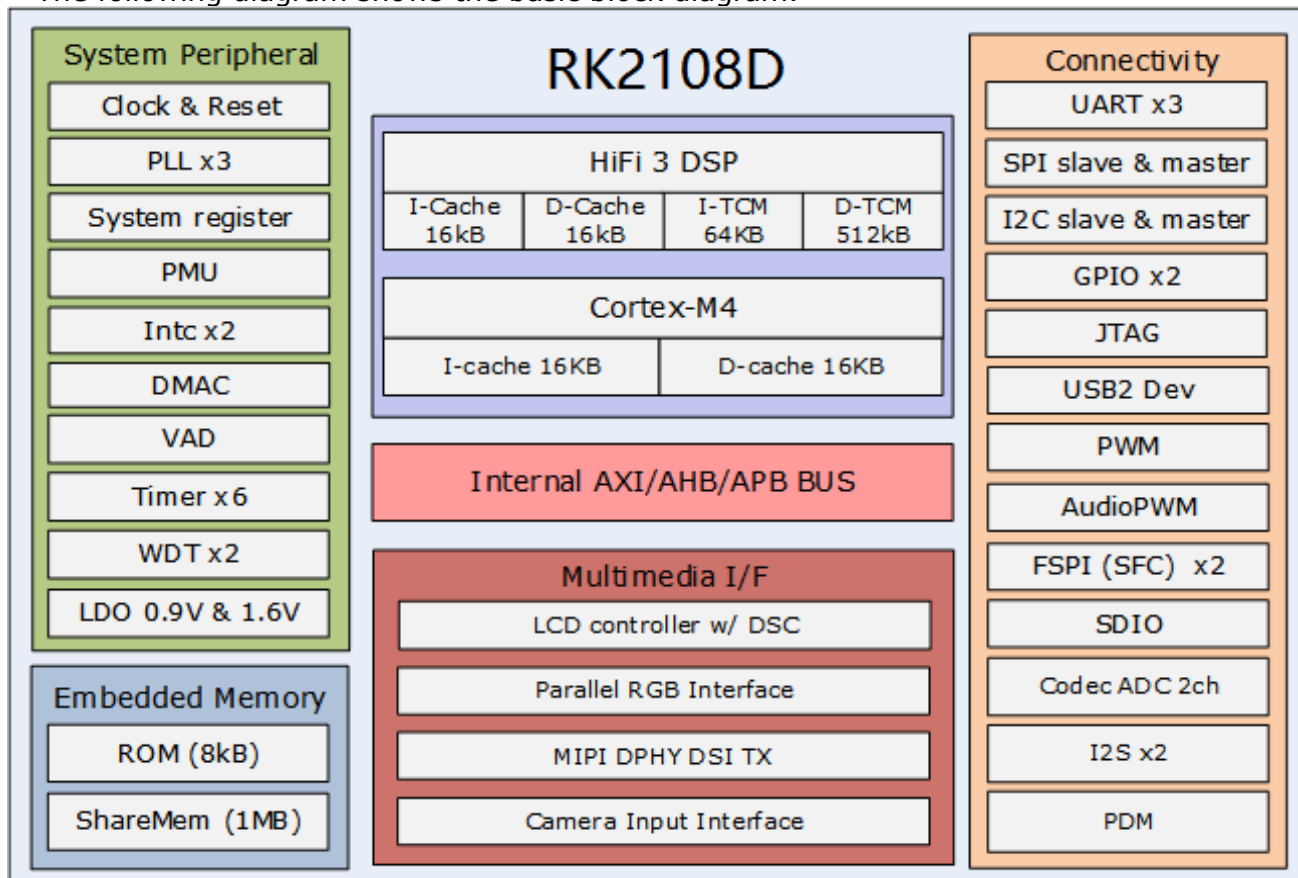 The following diagram shows the basic block diagram.
RK2108D
System Peripheral
Clock & Reset
PLL x3
System register
PMU
Intc x2
DMAC
VAD
Timer x6
WDT x2
LDO 0.9V & 1.6V
Embedded Memory
ROM (8kB)
ShareMem (1MB)
HiFi 3 DSP
I-Cache 16kB
D-Cache 16kB
I-TCM 64KB
D-TCM 512kB
Cortex-M4
I-cache 16KB
D-cache 16KB
Internal AXI/AHB/APB BUS
Multimedia I/F
LCD controller w/ DSC
Parallel RGB Interface
MIPI DPHY DSI TX
Camera Input Interface
Connectivity
UART x3
SPI slave & master
I2C slave & master
GPIO x2
JTAG
USB2 Dev
PWM
AudioPWM
FSPI (SFC) x2
SDIO
Codec ADC 2ch
I2S x2
PDM